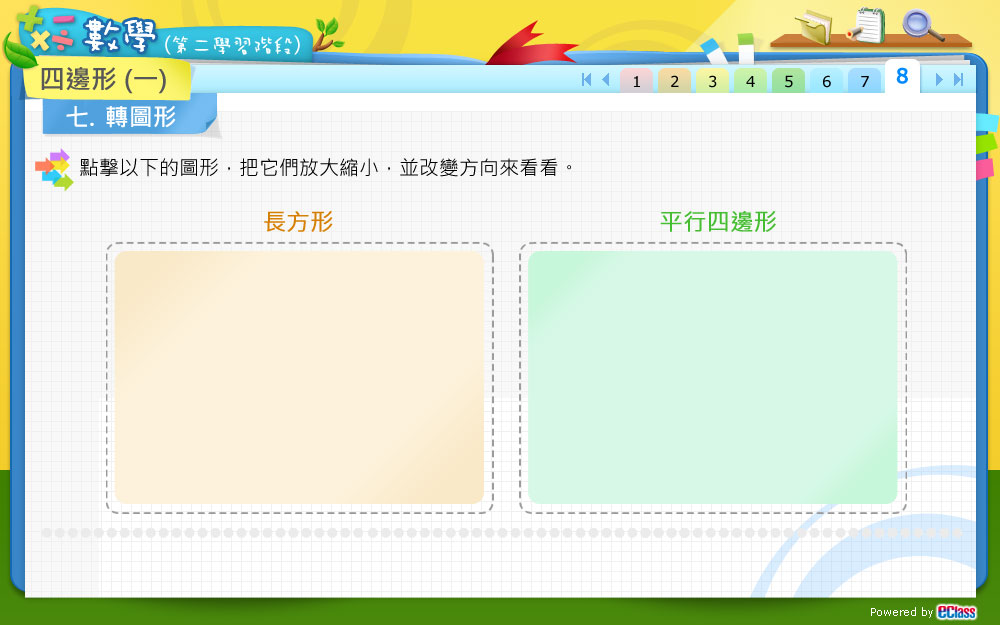 數學 (第二學習階段)
四邊形 (一)
1 2 3 4 5 6 7 8
七. 轉圖形
點擊以下的圖形，把它們放大縮小，並改變方向來看看。
長方形
平行四邊形
Powered by eClass